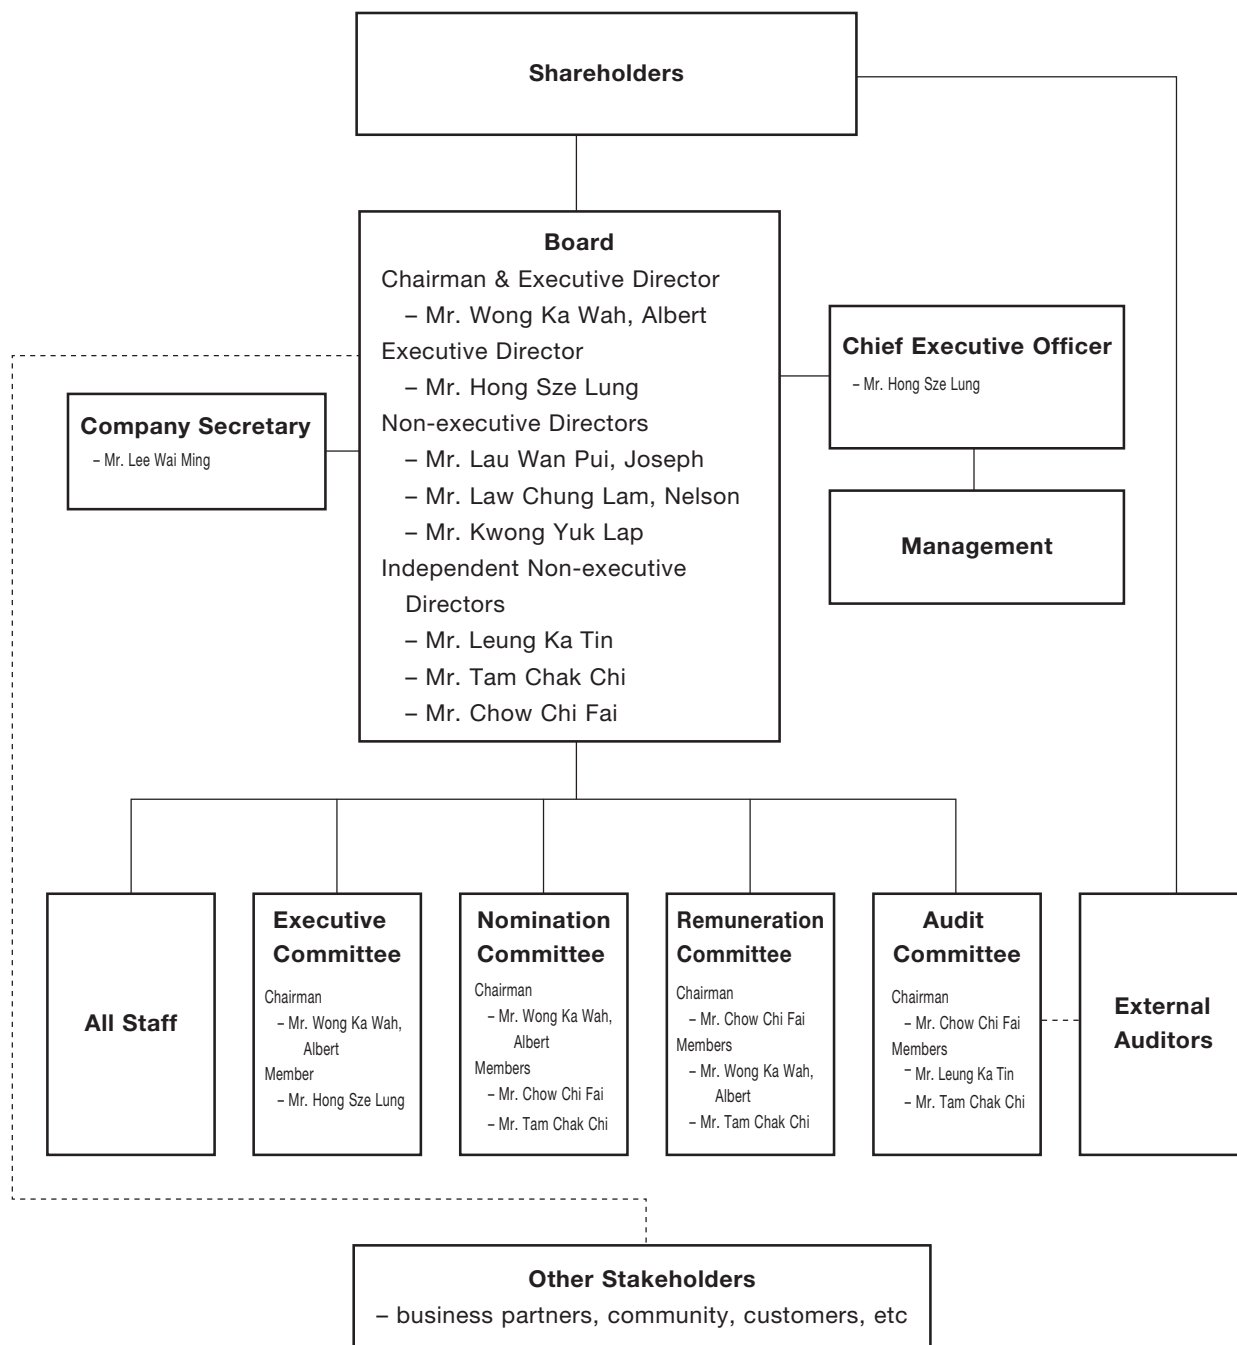 Shareholders
Board
Chairman & Executive Director
– Mr. Wong Ka Wah, Albert
Executive Director
– Mr. Hong Sze Lung
Non-executive Directors
– Mr. Lau Wan Pui, Joseph
– Mr. Law Chung Lam, Nelson
– Mr. Kwong Yuk Lap
Independent Non-executive
Directors
– Mr. Leung Ka Tin
– Mr. Tam Chak Chi
– Mr. Chow Chi Fai
Chief Executive Officer
– Mr. Hong Sze Lung
Company Secretary
– Mr. Lee Wai Ming
Management
All Staff
Executive
Committee
Chairman
– Mr. Wong Ka Wah,
Albert
Member
– Mr. Hong Sze Lung
Nomination
Committee
Chairman
– Mr. Wong Ka Wah,
Albert
Members
– Mr. Chow Chi Fai
– Mr. Tam Chak Chi
Remuneration
Committee
Chairman
– Mr. Chow Chi Fai
Members
– Mr. Wong Ka Wah,
Albert
– Mr. Tam Chak Chi
Audit
Committee
Chairman
– Mr. Chow Chi Fai
Members
– Mr. Leung Ka Tin
– Mr. Tam Chak Chi
External
Auditors
Other Stakeholders
– business partners, community, customers, etc